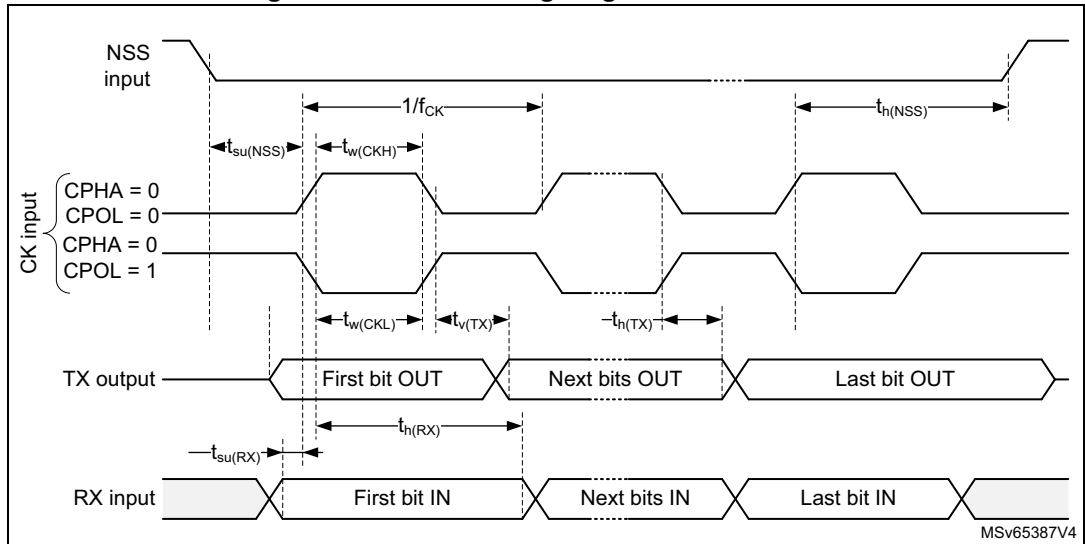 NSS
input
1/fCK
th(NSS)
tsu(NSS)
tw(CKH)
CK input
CPHA = 0
CPOL = 0
CPHA = 0
CPOL = 1
tw(CKL)
tv(TX)
th(TX)
TX output
First bit OUT
Next bits OUT
Last bit OUT
th(RX)
tsu(RX)
RX input
First bit IN
Next bits IN
Last bit IN
MSv65387V4